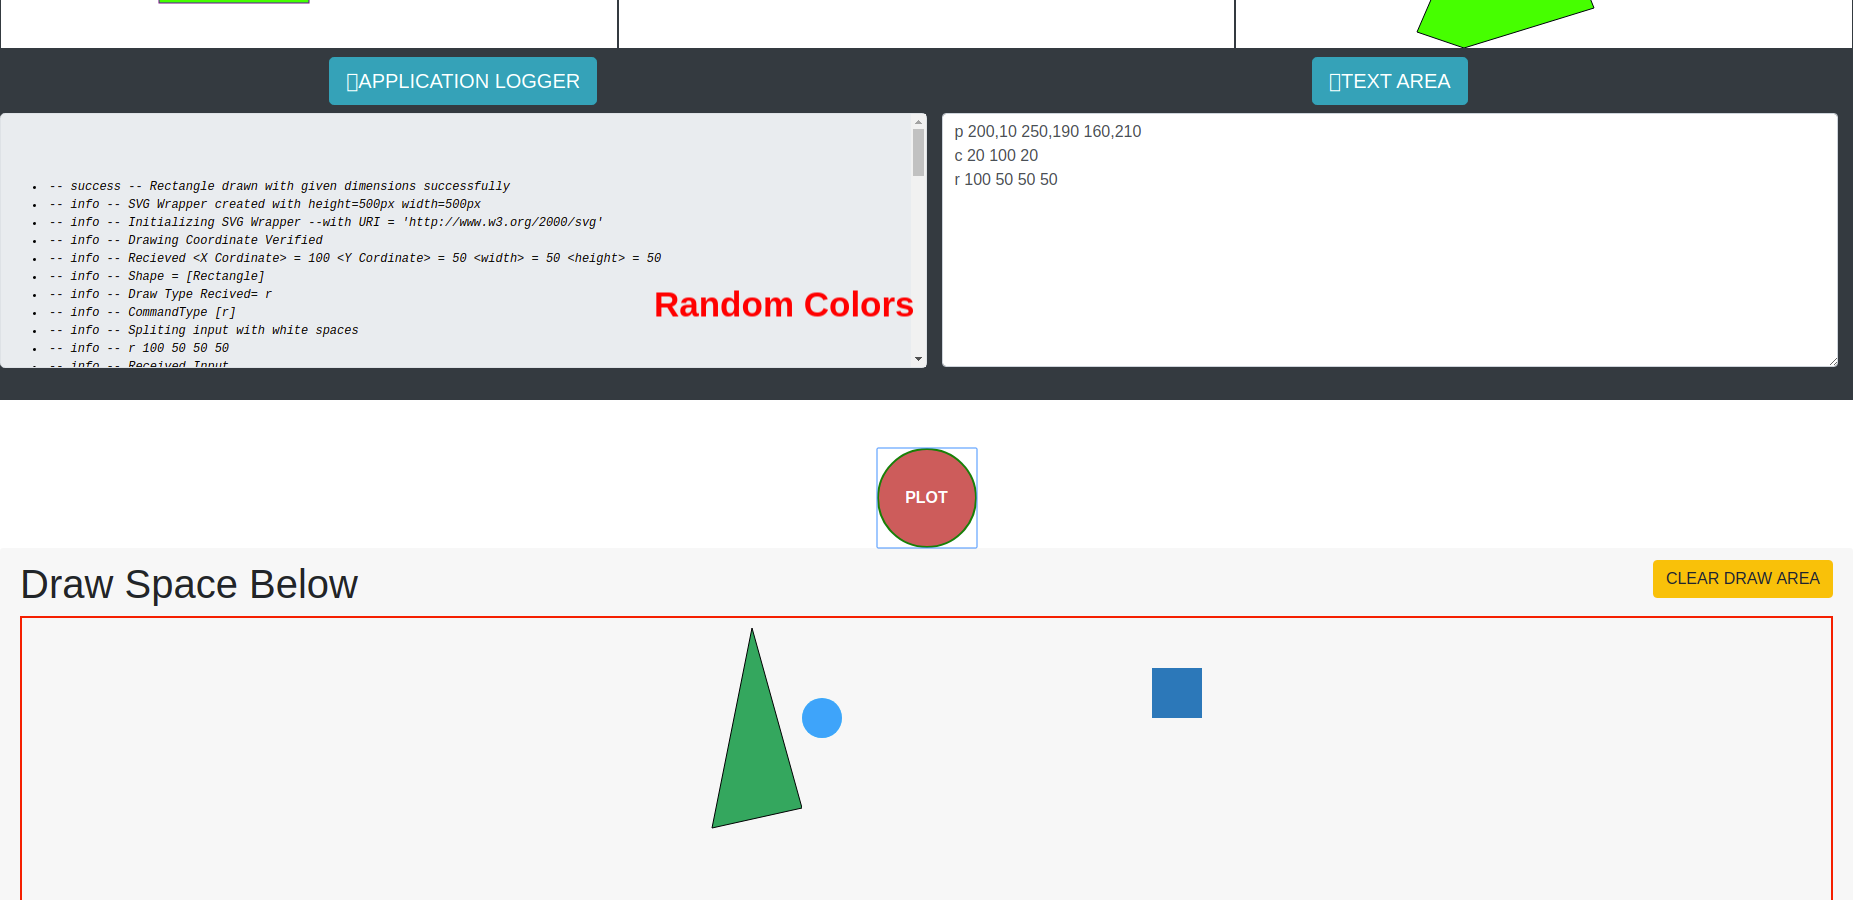 APPLICATION LOGGER
TEXT AREA
-- success -- Rectangle drawn with given dimensions successfully
-- info -- SVG Wrapper created with height=500px width=500px
-- info -- Initializing SVG Wrapper --with URI = 'http://www.w3.org/2000/svg'
-- info -- Drawing Coordinate Verified
-- info -- Recieved <X Cordinate> = 100 <Y Cordinate> = 50 <width> = 50 <height> = 50
-- info -- Shape = [Rectangle]
-- info -- Draw Type Recived= r
-- info -- CommandType [r]
-- info -- Spliting input with white spaces
-- info -- r 100 50 50 50
-- info -- Received Input
Random Colors
p 200,10 250,190 160,210
c 20 100 20
r 100 50 50 50
PLOT
Draw Space Below
CLEAR DRAW AREA